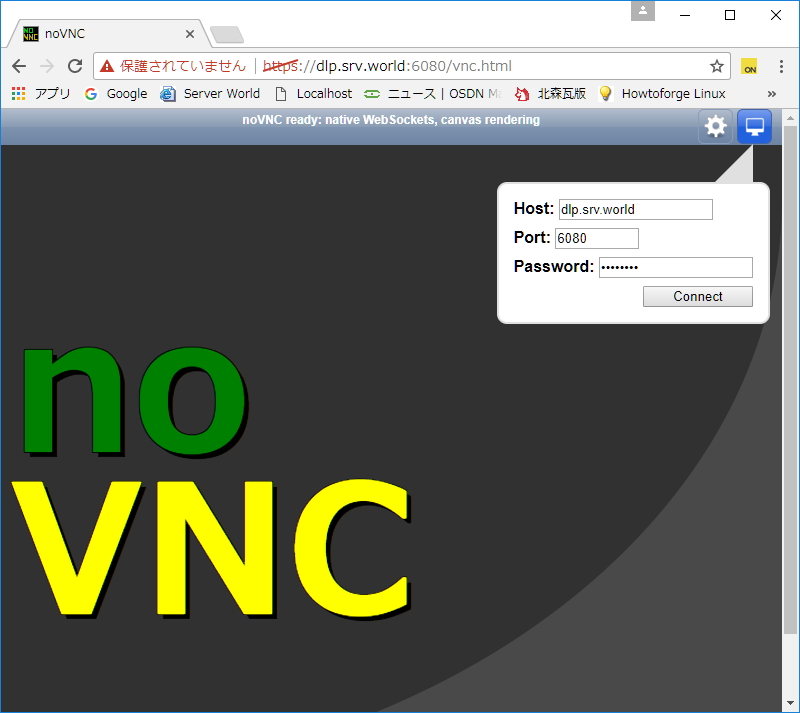 noVNC
保護されていません | https://dlp.srv.world:6080/vnc.html
ON
アプリ Google Server World Localhost ニュース | OSDN Ma 北森瓦版 Howtoforge Linux »
noVNC ready: native WebSockets, canvas rendering
Host: dlp.srv.world
Port: 6080
Password: ••••••••
Connect
no
VNC